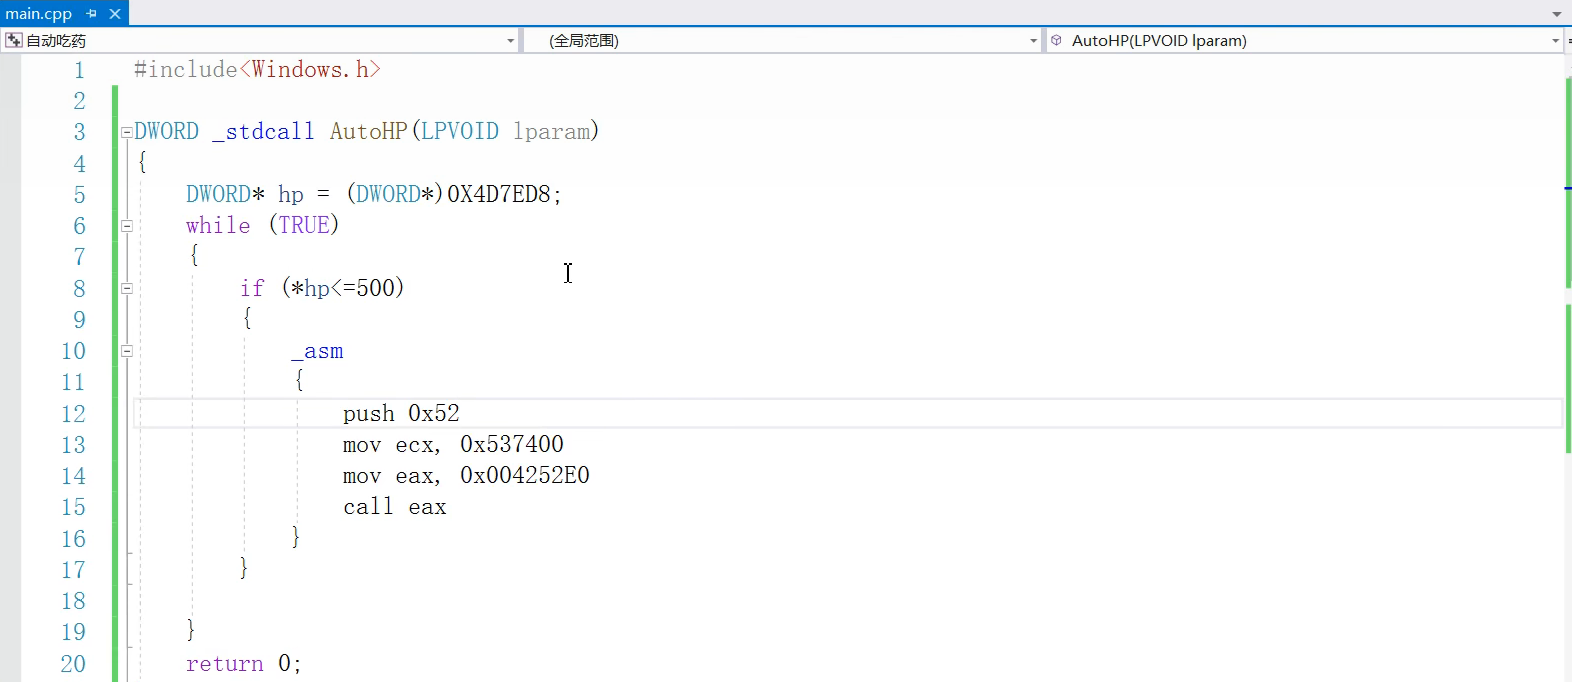 main.cpp
自动吃药 (全局范围) AutoHP(LPVOID lparam)
1 #include<Windows.h>
2
3 DWORD _stdcall AutoHP(LPVOID lparam)
4 {
5 DWORD* hp = (DWORD*)0X4D7ED8;
6 while (TRUE)
7 {
8 if (*hp<=500)
9 {
10 _asm
11 {
12 push 0x52
13 mov ecx, 0x537400
14 mov eax, 0x004252E0
15 call eax
16 }
17 }
18
19 }
20 return 0;